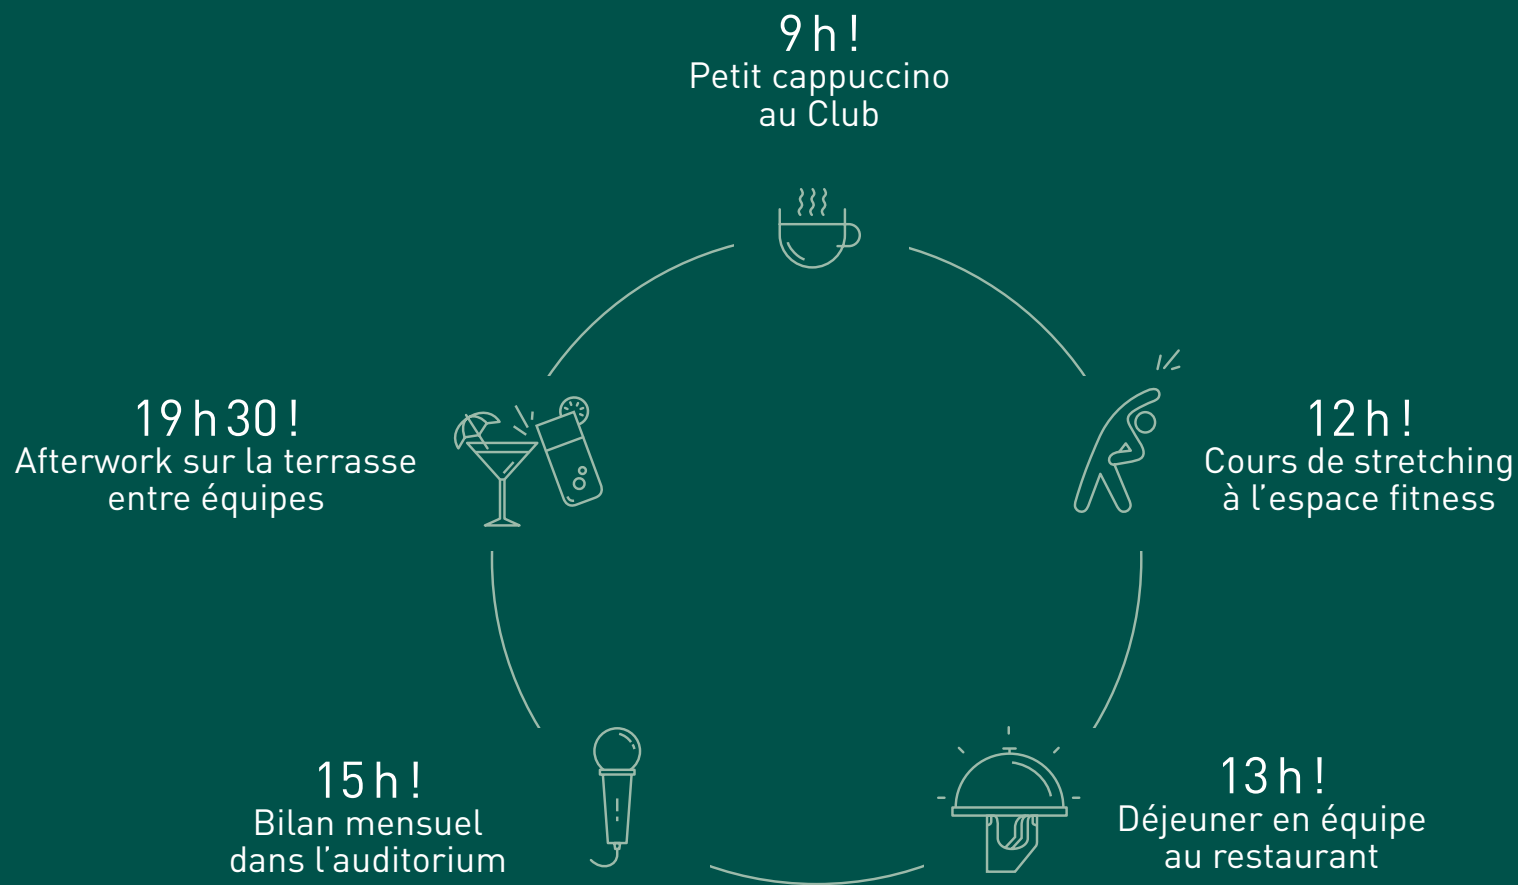 9 h !
Petit cappuccino
au Club
12 h !
Cours de stretching
à l'espace fitness
13 h !
Déjeuner en équipe
au restaurant
15 h !
Bilan mensuel
dans l'auditorium
19 h 30 !
Afterwork sur la terrasse
entre équipes